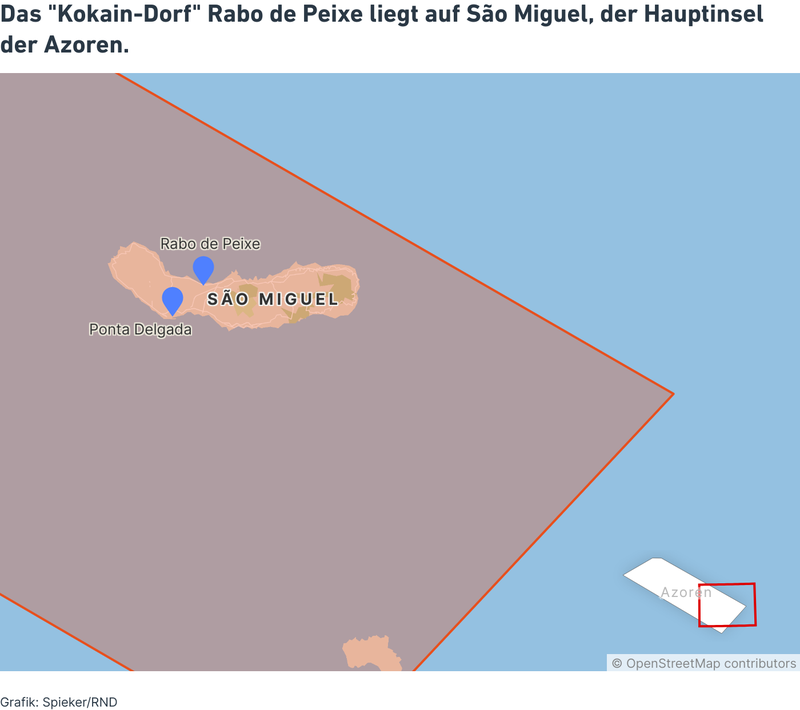 Das "Kokain-Dorf" Rabo de Peixe liegt auf São Miguel, der Hauptinsel
der Azoren.
Rabo de Peixe
SÃO MIGUEL
Ponta Delgada
Azoren
© OpenStreetMap contributors
Grafik: Spieker/RND